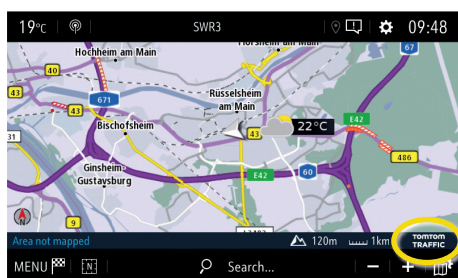 19°C SWR3 09:48
Hochheim am Main
67
40
43
671
43
Rüsselsheim
am Main
Bischofsheim
43
22°C
E42
31
486
Ginsheim-
Gustavsburg
E42
60
9
Area not mapped 120m 1km TOMTOM
TRAFFIC
MENU N Search... − +